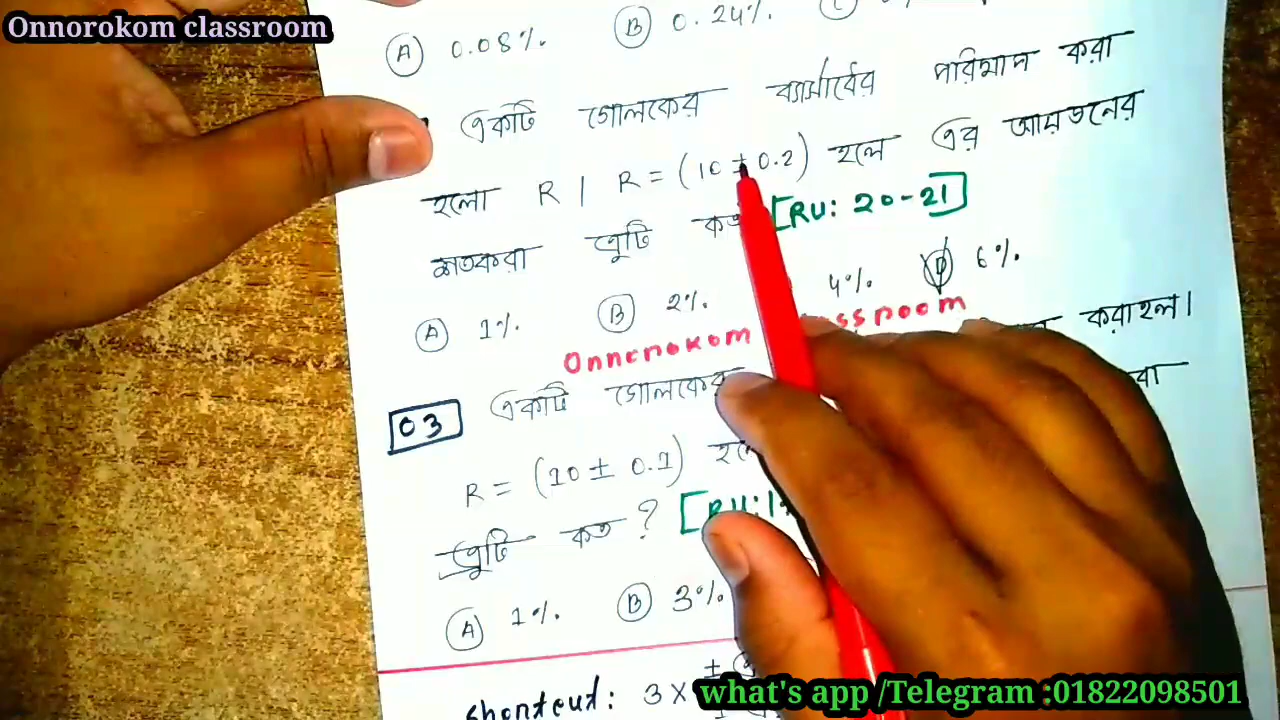 Onnorokom classroom
A 0.08%. B 0.24%.
একটি গোলকের ব্যাসার্ধের পরিমাপ করা
হলো R | R = (10 ± 0.2) হলে এর আয়তনের
শতকরা ত্রুটি কত [RU: 20-21]
A 1%. B 2%. 4%. D 6%.
Onnorokom
03 একটি গোলকের করা হল।
R = (10 ± 0.1)
ত্রুটি কত ? [RU:
A 1%. B 3%
shortcut: 3 ×
what's app /Telegram :01822098501